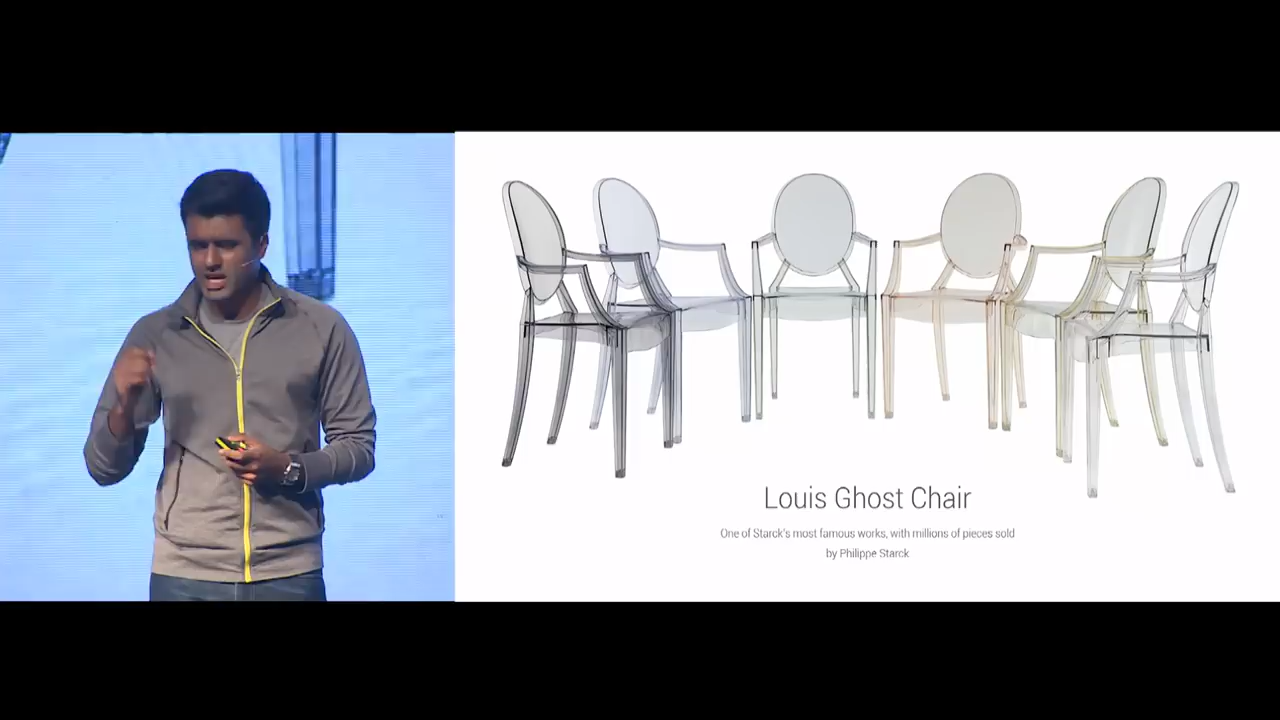 Louis Ghost Chair
One of Starck's most famous works, with millions of pieces sold
by Philippe Starck